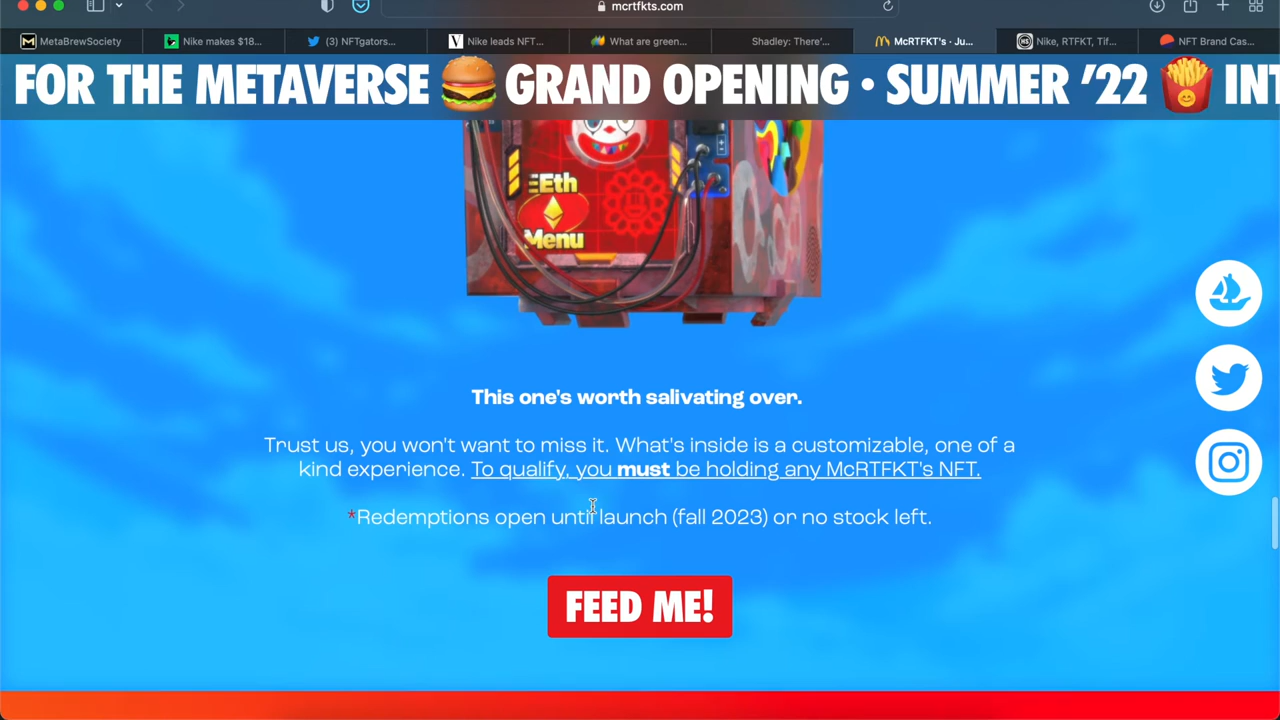 mcrtfkts.com
MetaBrewSociety
Nike makes $18...
(3) NFTgators...
Nike leads NFT...
What are green...
Shadley: There'...
McRTFKT's · Ju...
Nike, RTFKT, Tif...
NFT Brand Cas...
FOR THE METAVERSE 🍔 GRAND OPENING • SUMMER '22 🍟 INT
Eth
Menu
This one's worth salivating over.
Trust us, you won't want to miss it. What's inside is a customizable, one of a
kind experience. To qualify, you must be holding any McRTFKT's NFT.
*Redemptions open until launch (fall 2023) or no stock left.
FEED ME!